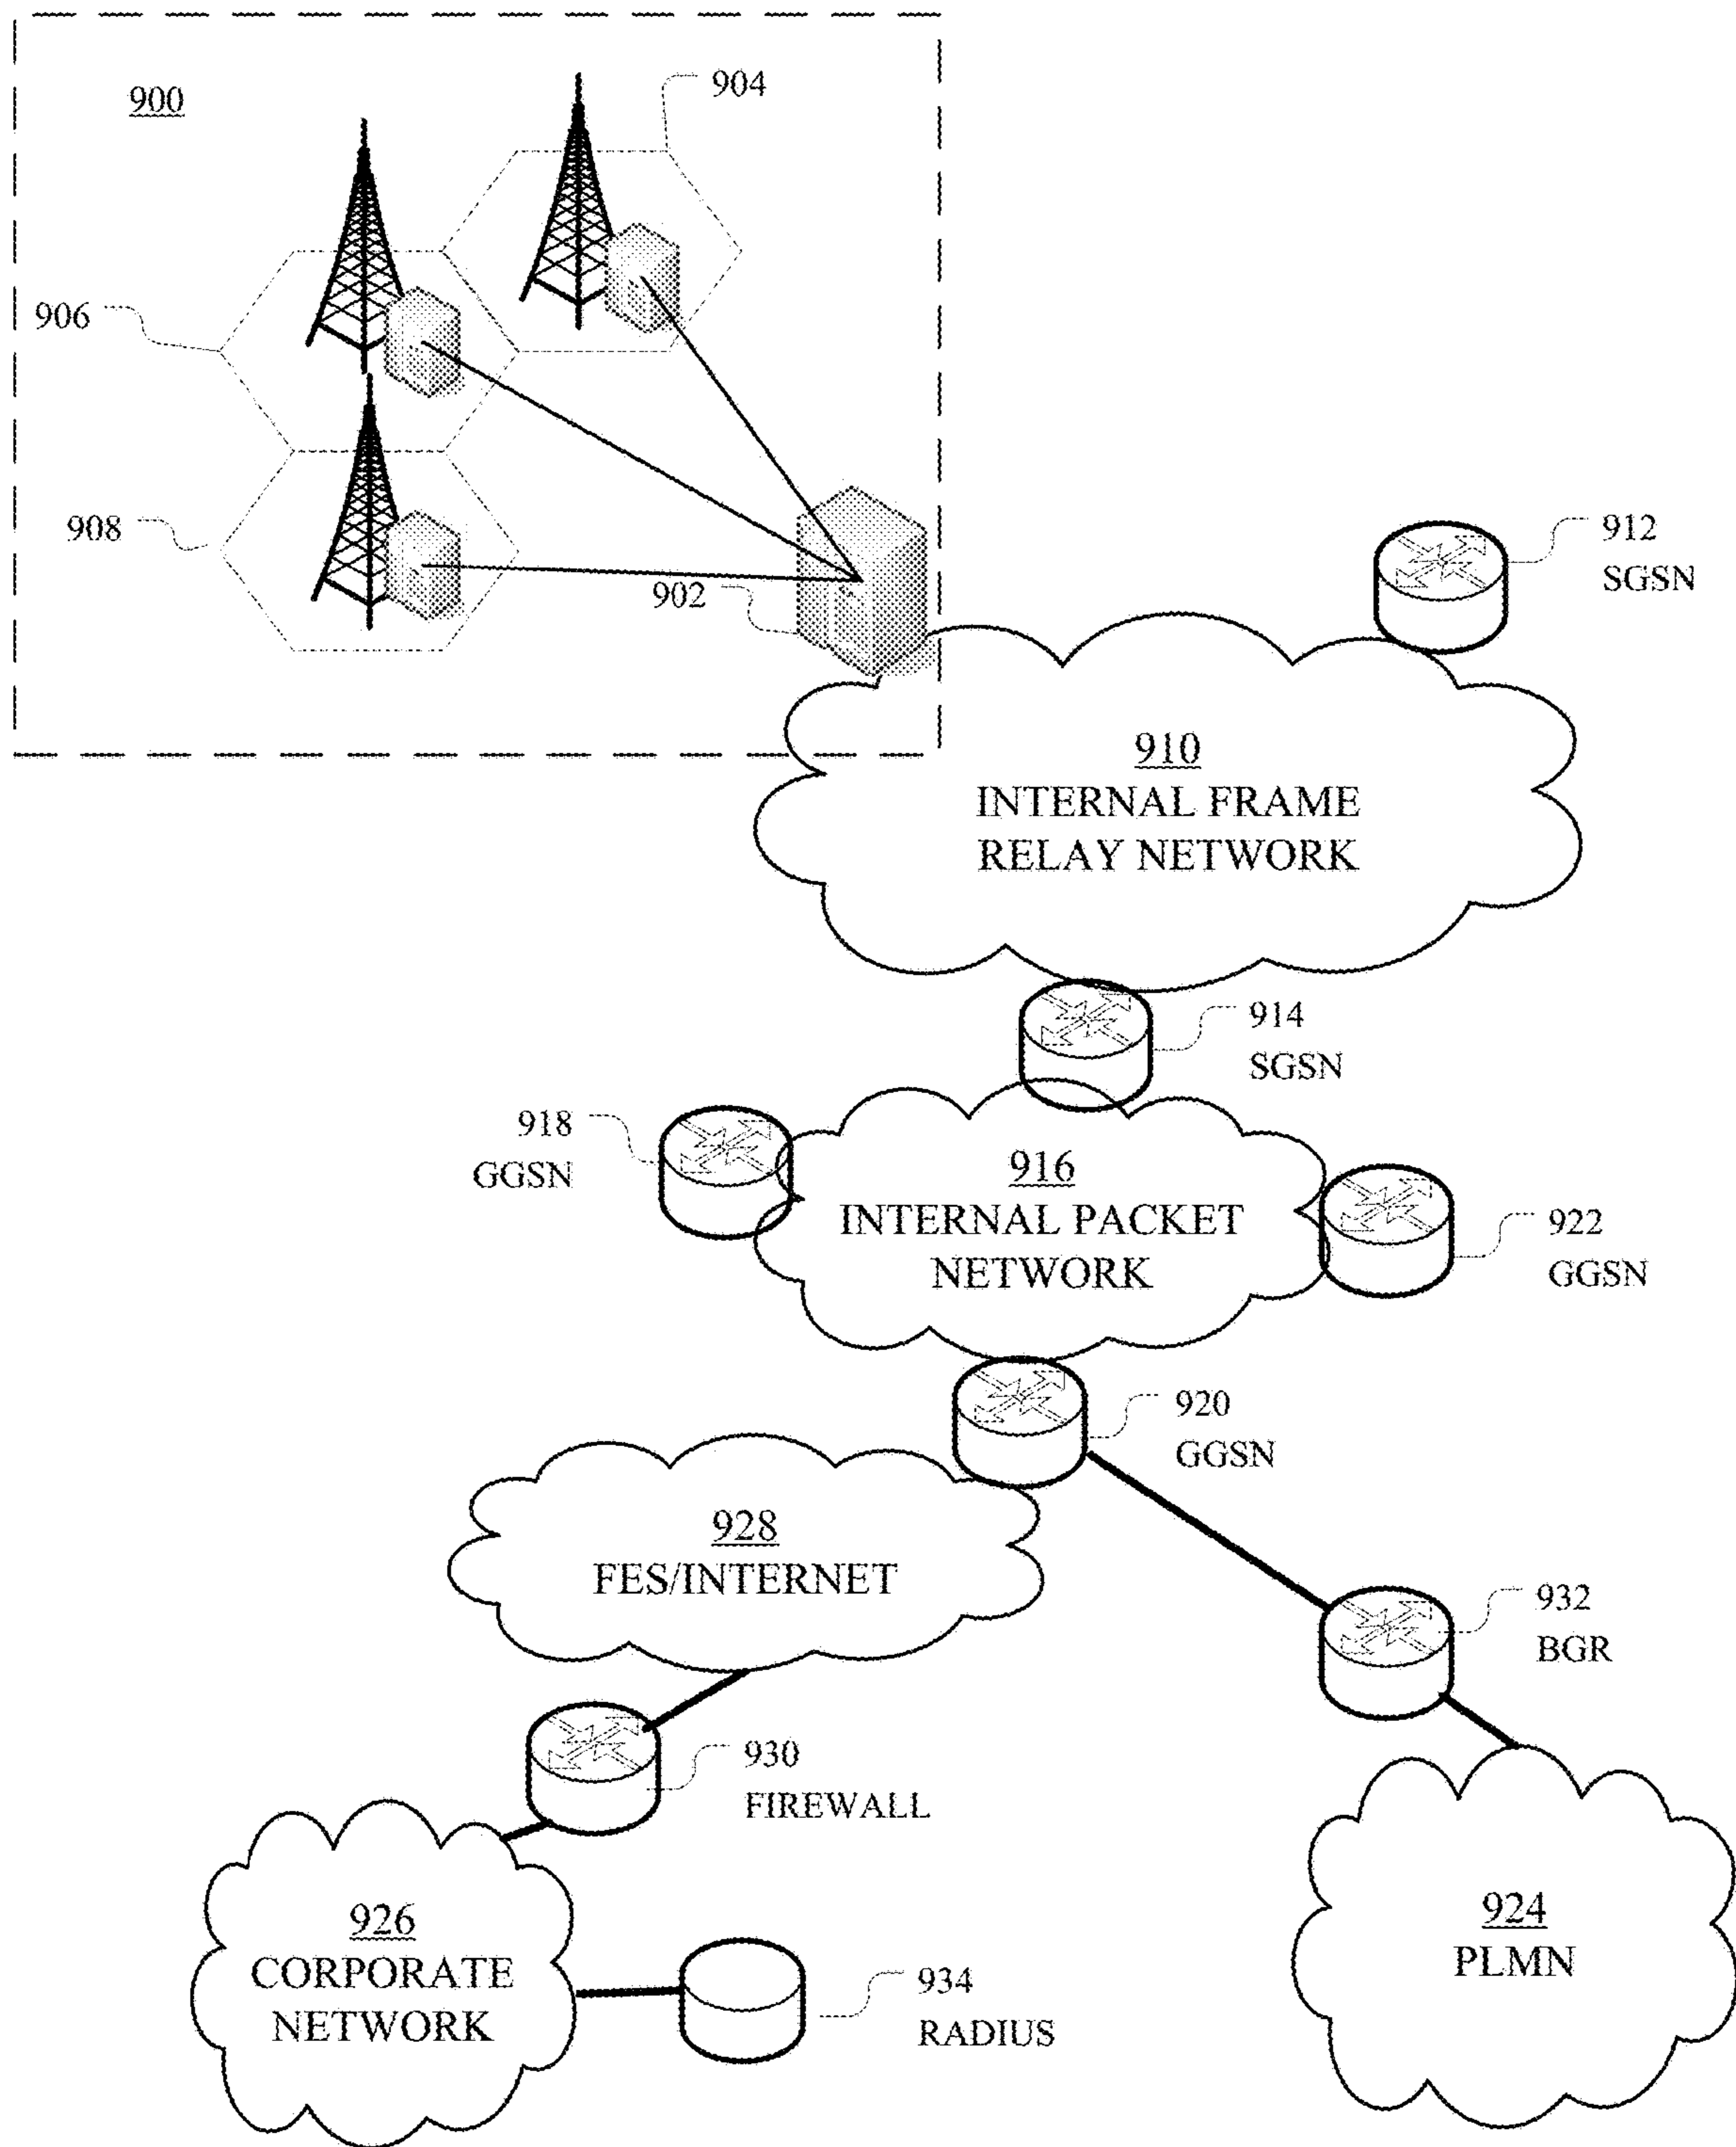 900
904
906
908
902
912
SGSN
910
INTERNAL FRAME
RELAY NETWORK
914
SGSN
918
GGSN
916
INTERNAL PACKET
NETWORK
922
GGSN
920
GGSN
928
FES/INTERNET
932
BGR
930
FIREWALL
926
CORPORATE
NETWORK
924
PLMN
934
RADIUS